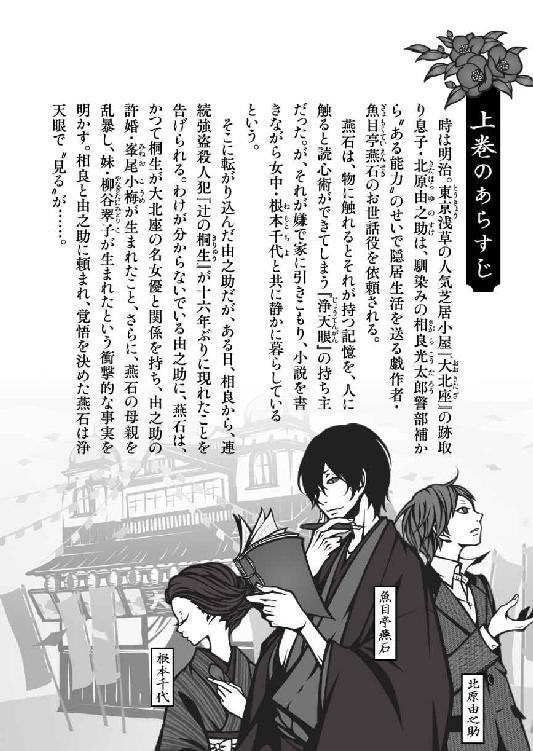 上巻のあらすじ
時は明治。東京浅草の人気芝居小屋『大北座』の跡取
り息子・北原由之助は、馴染みの相良光太郎警部補か
ら〝ある能力〟のせいで隠居生活を送る戯作者・
魚目亭燕石のお世話役を依頼される。
燕石は、物に触れるとそれが持つ記憶を、人に
触ると読心術ができてしまう『浄天眼』の持ち主
だった。が、それが嫌で家に引きこもり、小説を書
きながら女中・根本千代と共に静かに暮らしている
という。
そこに転がり込んだ由之助だが、ある日、相良から、連
続強盗殺人犯『辻の桐生』が十六年ぶりに現れたことを
告げられる。わけが分からないでいる由之助に、燕石は、
かつて桐生が大北座の名女優と関係を持ち、由之助の
許婚・峯尾小梅が生まれたこと、さらに、燕石の母親を
乱暴し、妹・柳谷翠子が生まれたという衝撃的な事実を
明かす。相良と由之助に頼まれ、覚悟を決めた燕石は浄
天眼で〝見る〟が……。
北原由之助
魚目亭燕石
根本千代